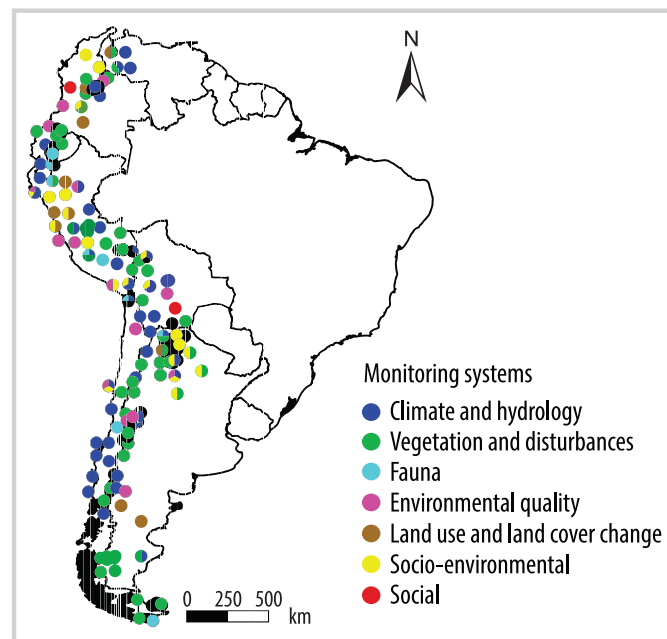 N
Monitoring systems
Climate and hydrology
Vegetation and disturbances
Fauna
Environmental quality
Land use and land cover change
Socio-environmental
Social
0 250 500
km